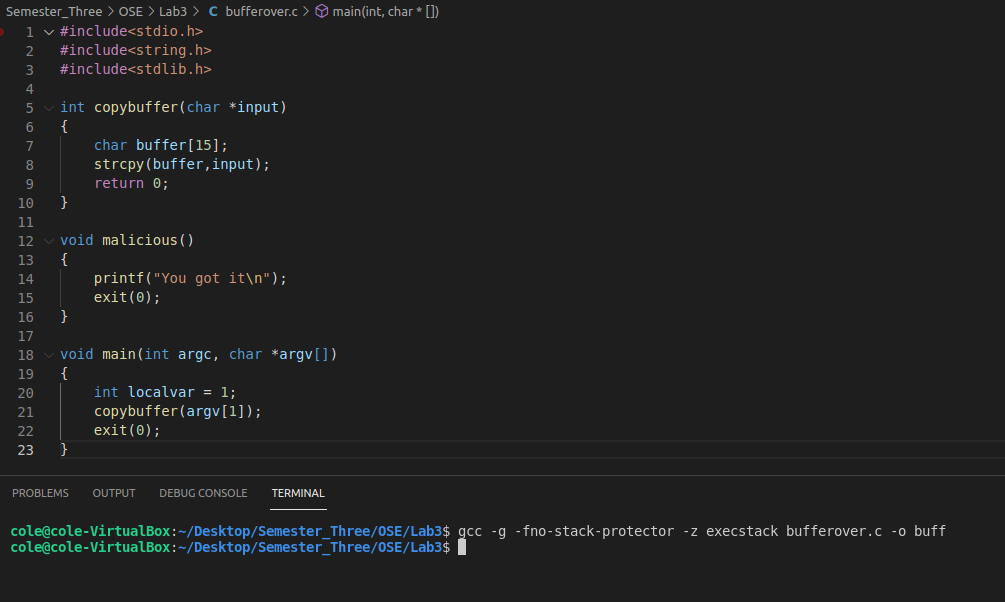 Semester_Three > OSE > Lab3 > C bufferover.c > main(int, char * [])
1 #include<stdio.h>
2 #include<string.h>
3 #include<stdlib.h>
4
5 int copybuffer(char *input)
6 {
7     char buffer[15];
8     strcpy(buffer,input);
9     return 0;
10 }
11
12 void malicious()
13 {
14     printf("You got it\n");
15     exit(0);
16 }
17
18 void main(int argc, char *argv[])
19 {
20     int localvar = 1;
21     copybuffer(argv[1]);
22     exit(0);
23 }
PROBLEMS OUTPUT DEBUG CONSOLE TERMINAL
cole@cole-VirtualBox:~/Desktop/Semester_Three/OSE/Lab3$ gcc -g -fno-stack-protector -z execstack bufferover.c -o buff
cole@cole-VirtualBox:~/Desktop/Semester_Three/OSE/Lab3$